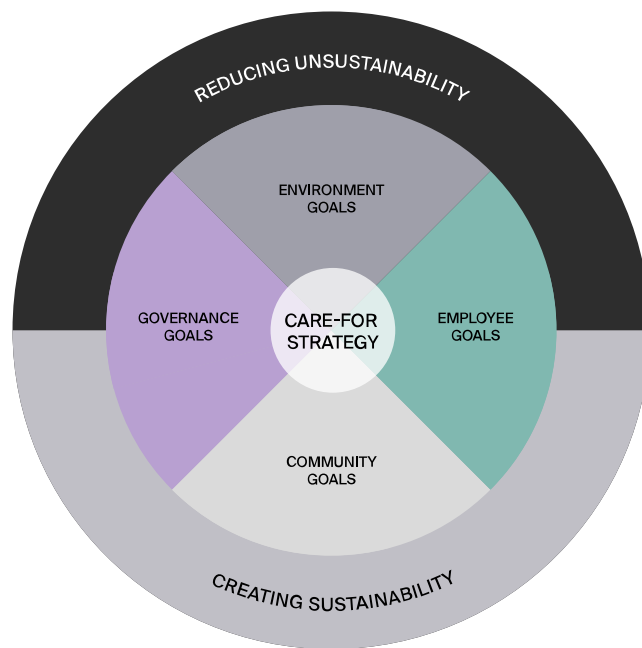 REDUCING UNSUSTAINABILITY
ENVIRONMENT
GOALS
GOVERNANCE
GOALS
CARE-FOR
STRATEGY
EMPLOYEE
GOALS
COMMUNITY
GOALS
CREATING SUSTAINABILITY